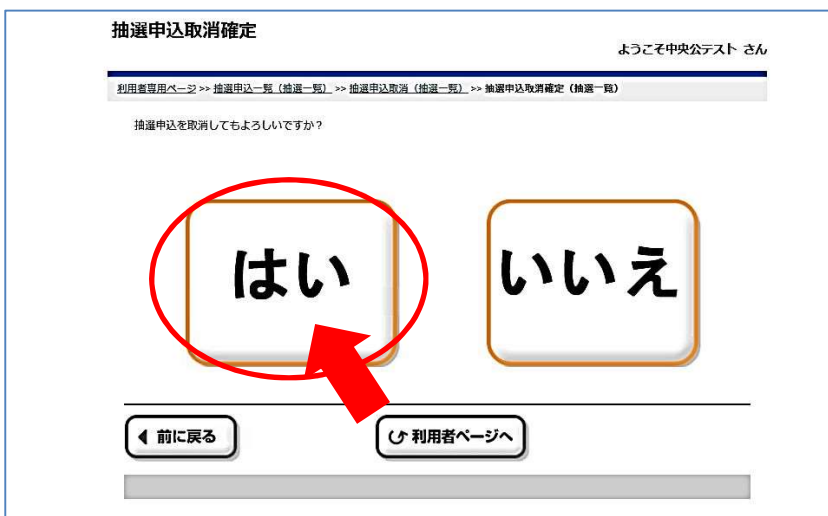 抽選申込取消確定
ようこそ中央公テスト さん
利用者専用ページ >> 抽選申込一覧（抽選一覧） >> 抽選申込取消（抽選一覧） >> 抽選申込取消確定（抽選一覧）
抽選申込を取消してもよろしいですか？
はい
いいえ
前に戻る
利用者ページへ